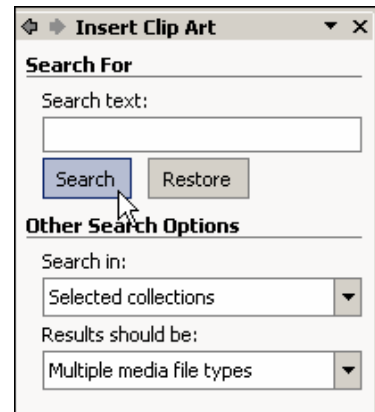 Insert Clip Art
Search For
Search text:
Search Restore
Other Search Options
Search in:
Selected collections
Results should be:
Multiple media file types